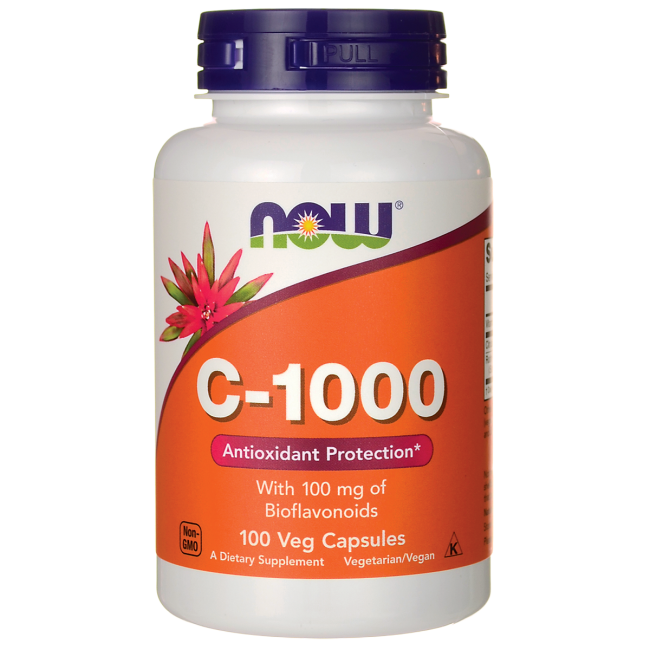 PULL
NOW®
C-1000
Antioxidant Protection*
With 100 mg of
Bioflavonoids
100 Veg Capsules
Non-
GMO
A Dietary Supplement Vegetarian/Vegan
K